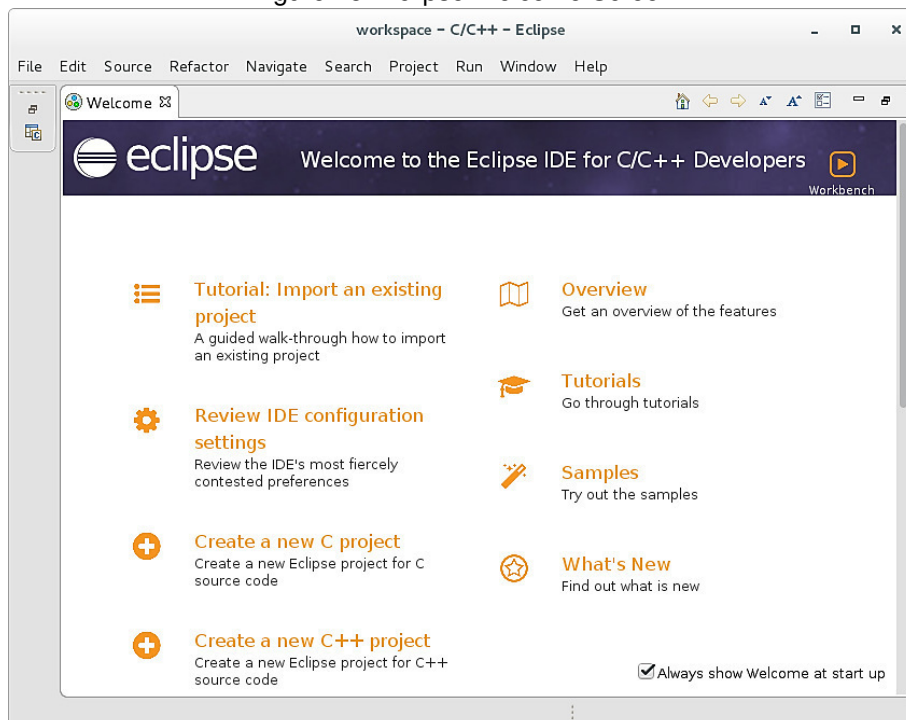 workspace – C/C++ – Eclipse
File Edit Source Refactor Navigate Search Project Run Window Help
Welcome
eclipse Welcome to the Eclipse IDE for C/C++ Developers
Workbench
Tutorial: Import an existing
project
A guided walk-through how to import
an existing project
Review IDE configuration
settings
Review the IDE's most fiercely
contested preferences
Create a new C project
Create a new Eclipse project for C
source code
Create a new C++ project
Create a new Eclipse project for C++
source code
Overview
Get an overview of the features
Tutorials
Go through tutorials
Samples
Try out the samples
What's New
Find out what is new
Always show Welcome at start up